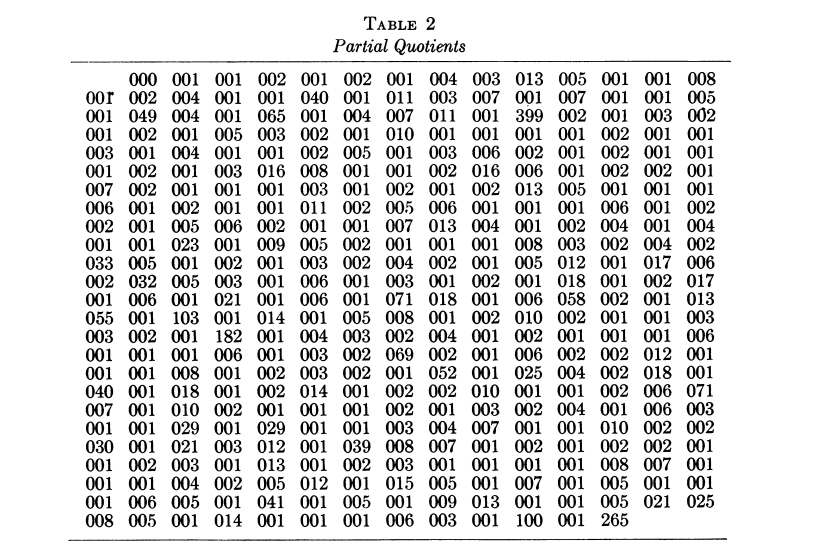 TABLE 2
Partial Quotients
000 001 001 002 001 002 001 004 003 013 005 001 001 008
001 002 004 001 001 040 001 011 003 007 001 007 001 001 005
001 049 004 001 065 001 004 007 011 001 399 002 001 003 002
001 002 001 005 003 002 001 010 001 001 001 001 002 001 001
003 001 004 001 001 002 005 001 003 006 002 001 002 001 001
001 002 001 003 016 008 001 001 002 016 006 001 002 002 001
007 002 001 001 001 003 001 002 001 002 013 005 001 001 001
006 001 002 001 001 011 002 005 006 001 001 001 006 001 002
002 001 005 006 002 001 001 007 013 004 001 002 004 001 004
001 001 023 001 009 005 002 001 001 001 008 003 002 004 002
033 005 001 002 001 003 002 004 002 001 005 012 001 017 006
002 032 005 003 001 006 001 003 001 002 001 018 001 002 017
001 006 001 021 001 006 001 071 018 001 006 058 002 001 013
055 001 103 001 014 001 005 008 001 002 010 002 001 001 003
003 002 001 182 001 004 003 002 004 001 002 001 001 001 006
001 001 001 006 001 003 002 069 002 001 006 002 002 012 001
001 001 008 001 002 003 002 001 052 001 025 004 002 018 001
040 001 018 001 002 014 001 002 002 010 001 001 002 006 071
007 001 010 002 001 001 001 002 001 003 002 004 001 006 003
001 001 029 001 029 001 001 003 004 007 001 001 010 002 002
030 001 021 003 012 001 039 008 007 001 002 001 002 002 001
001 002 003 001 013 001 002 003 001 001 001 001 008 007 001
001 001 004 002 005 012 001 015 005 001 007 001 005 001 001
001 006 005 001 041 001 005 001 009 013 001 001 005 021 025
008 005 001 014 001 001 001 006 003 001 100 001 265